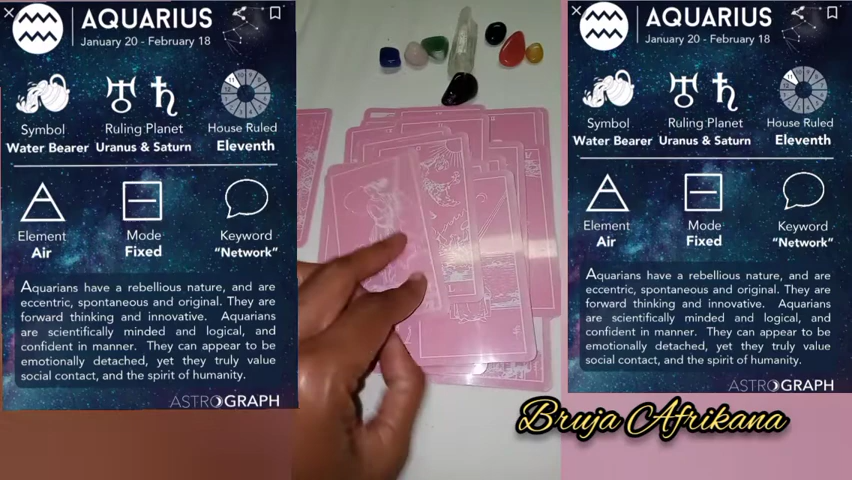 AQUARIUS
January 20 - February 18
Symbol
Water Bearer
Ruling Planet
Uranus & Saturn
House Ruled
Eleventh
Element
Air
Mode
Fixed
Keyword
“Network”
Aquarians have a rebellious nature, and are
eccentric, spontaneous and original. They are
forward thinking and innovative. Aquarians
are scientifically minded and logical, and
confident in manner. They can appear to be
emotionally detached, yet they truly value
social contact, and the spirit of humanity.
ASTROGRAPH
AQUARIUS
January 20 - February 18
Symbol
Water Bearer
Ruling Planet
Uranus & Saturn
House Ruled
Eleventh
Element
Air
Mode
Fixed
Keyword
“Network”
Aquarians have a rebellious nature, and are
eccentric, spontaneous and original. They are
forward thinking and innovative. Aquarians
are scientifically minded and logical, and
confident in manner. They can appear to be
emotionally detached, yet they truly value
social contact, and the spirit of humanity.
ASTROGRAPH
Bruja Afrikana